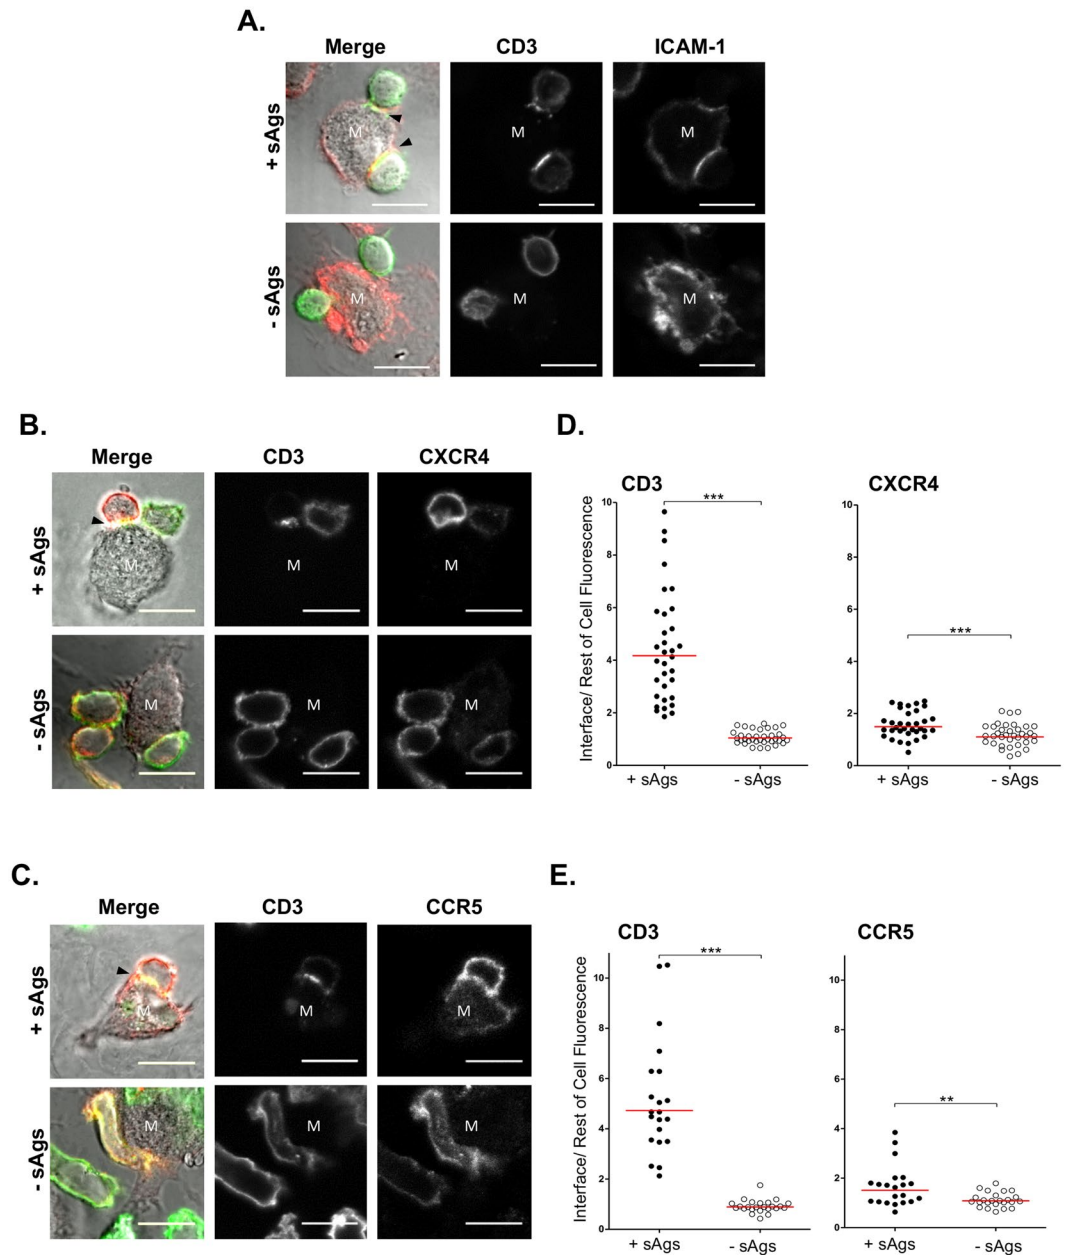 A.
Merge CD3 ICAM-1
+ sAgs
M M M
- sAgs
M M M
B.
Merge CD3 CXCR4
+ sAgs
M M M
- sAgs
M M M
D.
CD3 CXCR4
Interface/ Rest of Cell Fluorescence
10 8 6 4 2 0
***
+ sAgs - sAgs
10 8 6 4 2 0
***
+ sAgs - sAgs
C.
Merge CD3 CCR5
+ sAgs
M M M
- sAgs
M M
E.
CD3 CCR5
Interface/ Rest of Cell Fluorescence
10 8 6 4 2 0
***
+ sAgs - sAgs
10 8 6 4 2 0
**
+ sAgs - sAgs